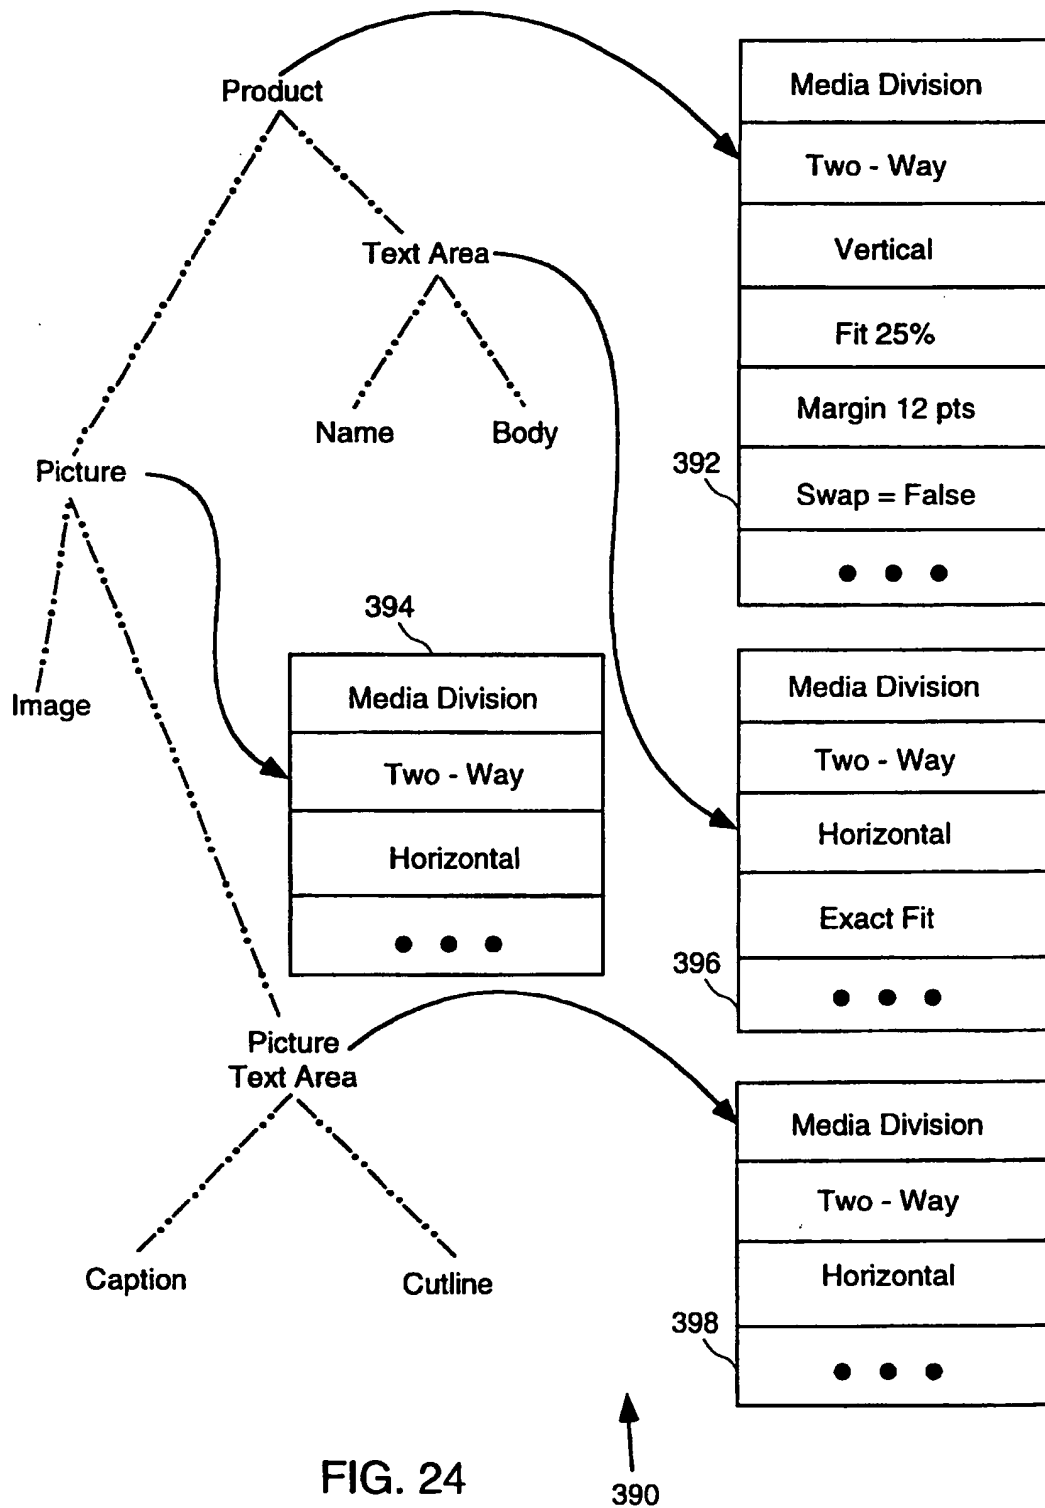 Product
Text Area
Name
Body
Picture
Image
Picture
Text Area
Caption
Cutline
Media Division
Two - Way
Vertical
Fit 25%
Margin 12 pts
392
Swap = False
● ● ●
394
Media Division
Two - Way
Horizontal
● ● ●
Media Division
Two - Way
Horizontal
Exact Fit
396
● ● ●
Media Division
Two - Way
Horizontal
398
● ● ●
FIG. 24
390